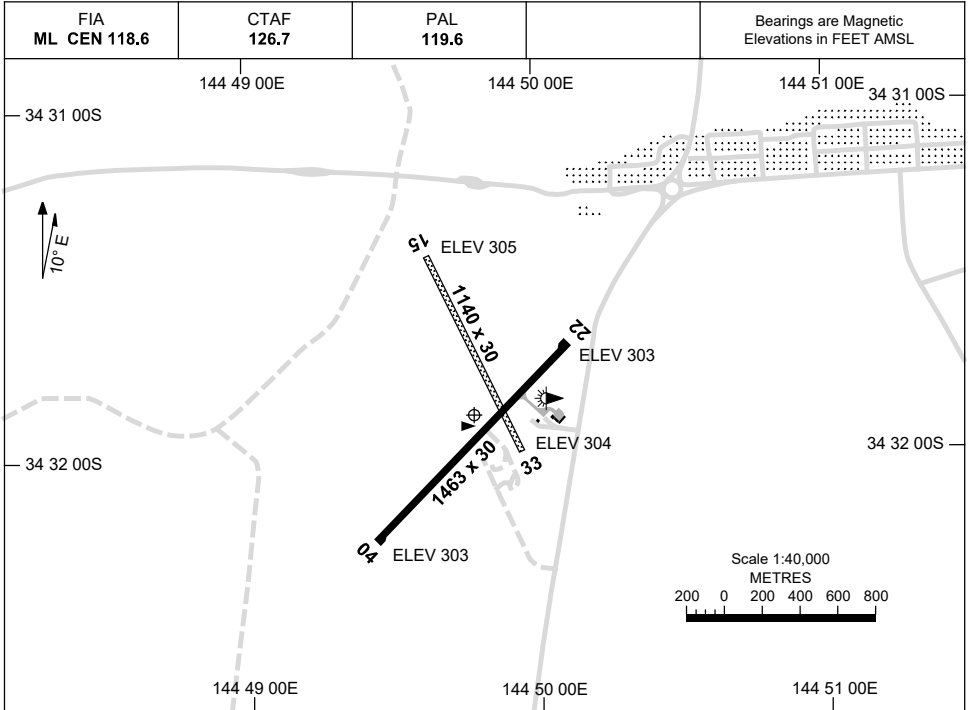 FIA
ML CEN 118.6
CTAF
126.7
PAL
119.6
Bearings are Magnetic
Elevations in FEET AMSL
144 49 00E
144 50 00E
144 51 00E
34 31 00S
34 31 00S
10° E
15
ELEV 305
1140 x 30
22
ELEV 303
ELEV 304
33
34 32 00S
34 32 00S
1463 x 30
04
ELEV 303
Scale 1:40,000
METRES
200 0 200 400 600 800
144 49 00E
144 50 00E
144 51 00E